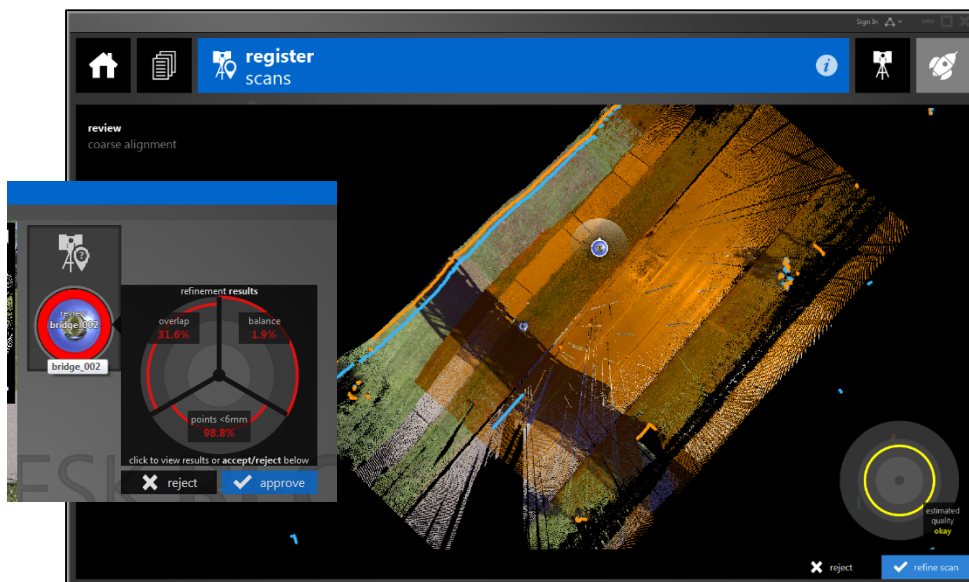 Sign In
register
scans
review
coarse alignment
refinement results
overlap
31.6%
balance
1.9%
review
bridge_002
bridge_002
points <6mm
98.8%
click to view results or accept/reject below
reject
approve
estimated
quality
okay
reject
refine scan